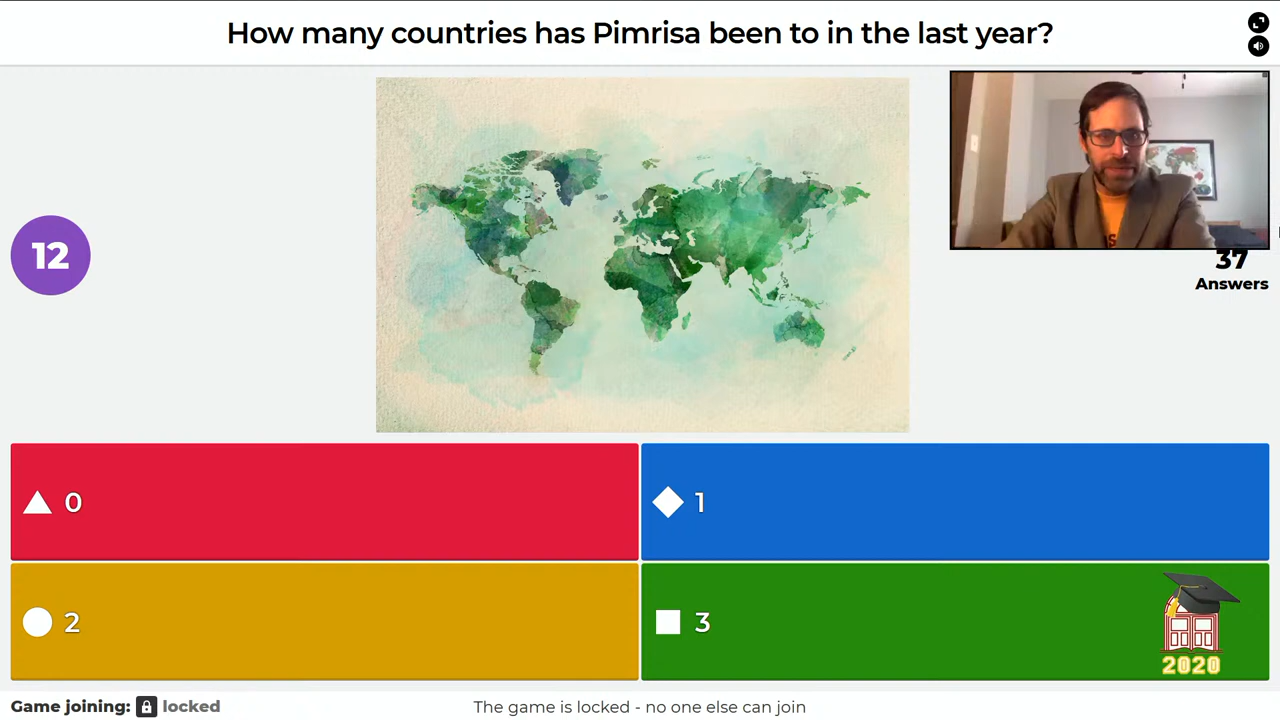 How many countries has Pimrisa been to in the last year?
12
37
Answers
0
1
2
3
2020
Game joining: locked
The game is locked - no one else can join